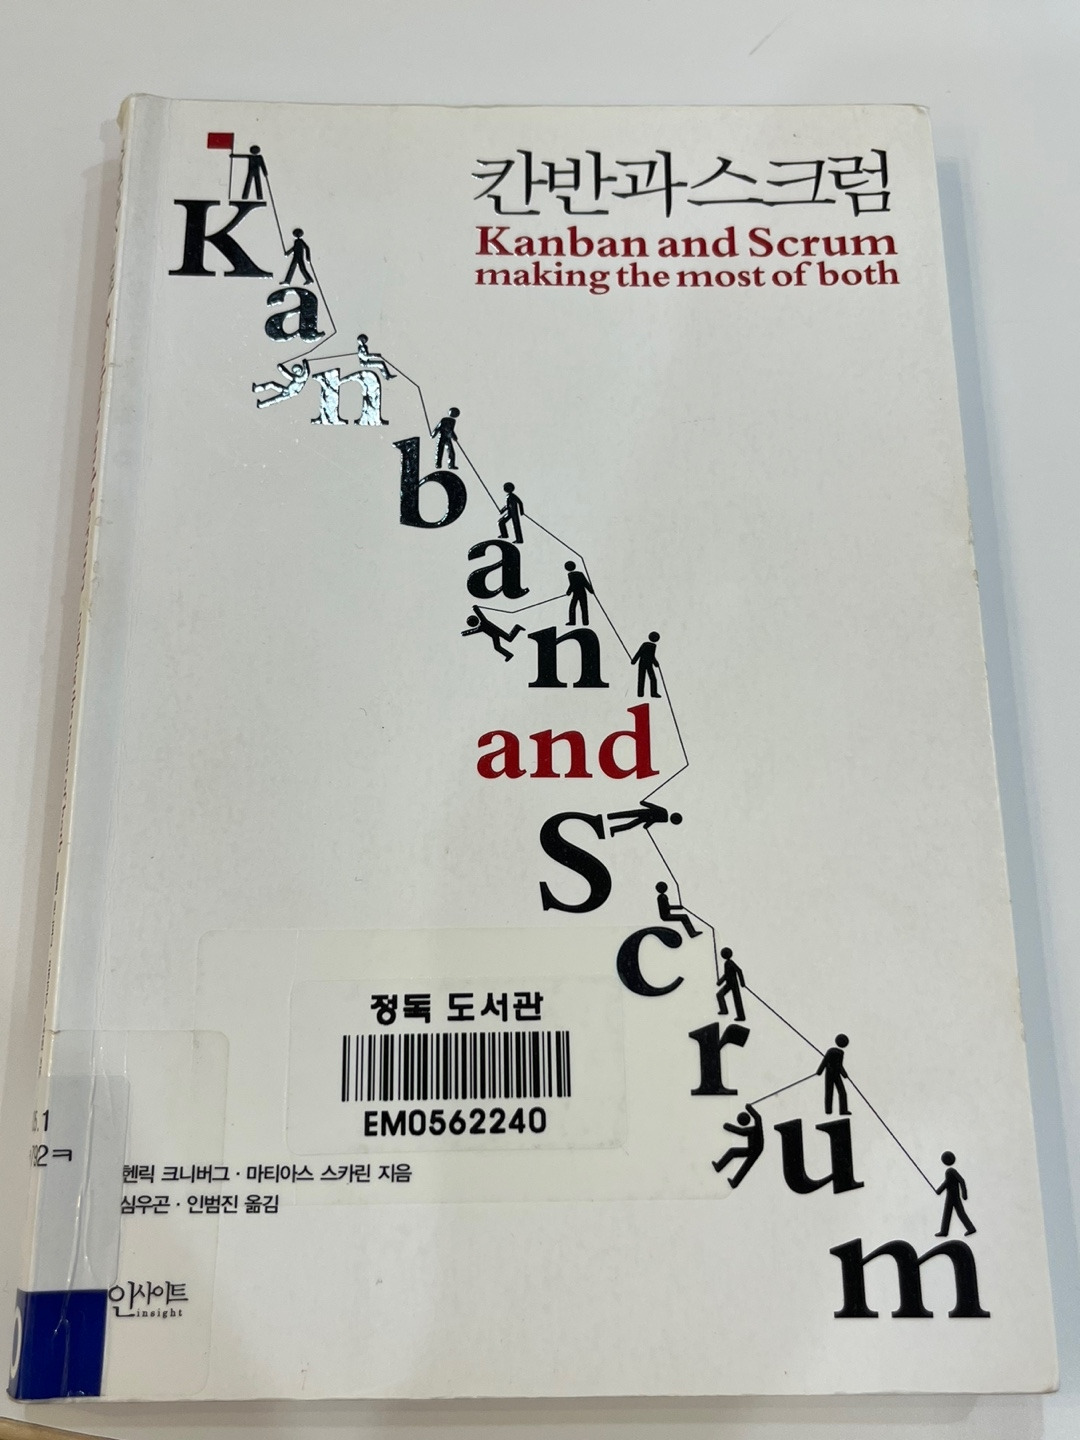 칸반과 스크럼
Kanban and Scrum
making the most of both
Kanban
and
Scrum
정독 도서관
EM0562240
헨릭 크니버그 · 마티아스 스카린 지음
심우곤 · 인범진 옮김
인사이트
insight